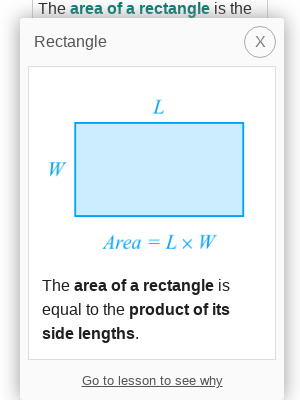 The area of a rectangle is the
Rectangle
X
L
W
Area = L × W
The area of a rectangle is
equal to the product of its
side lengths.
Go to lesson to see why